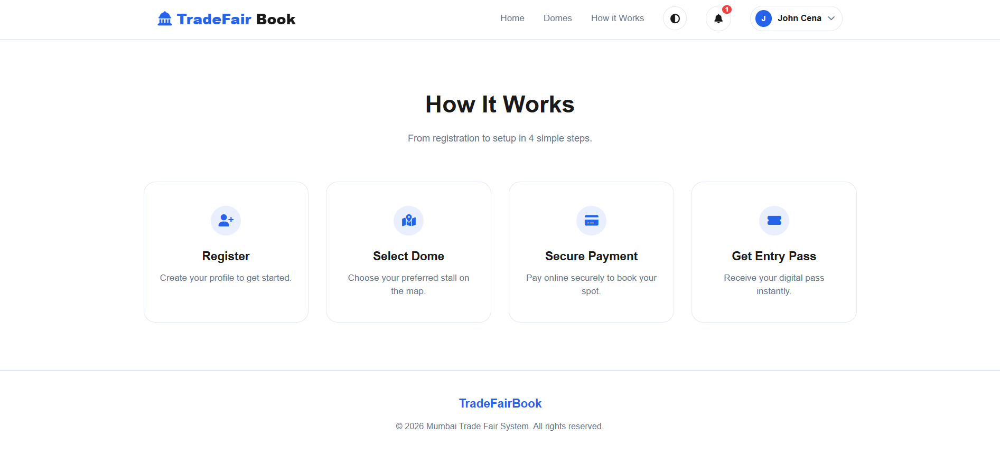 TradeFair Book
Home
Domes
How it Works
1
J
John Cena
How It Works
From registration to setup in 4 simple steps.
Register
Create your profile to get started.
Select Dome
Choose your preferred stall on
the map.
Secure Payment
Pay online securely to book your
spot.
Get Entry Pass
Receive your digital pass
instantly.
TradeFairBook
© 2026 Mumbai Trade Fair System. All rights reserved.